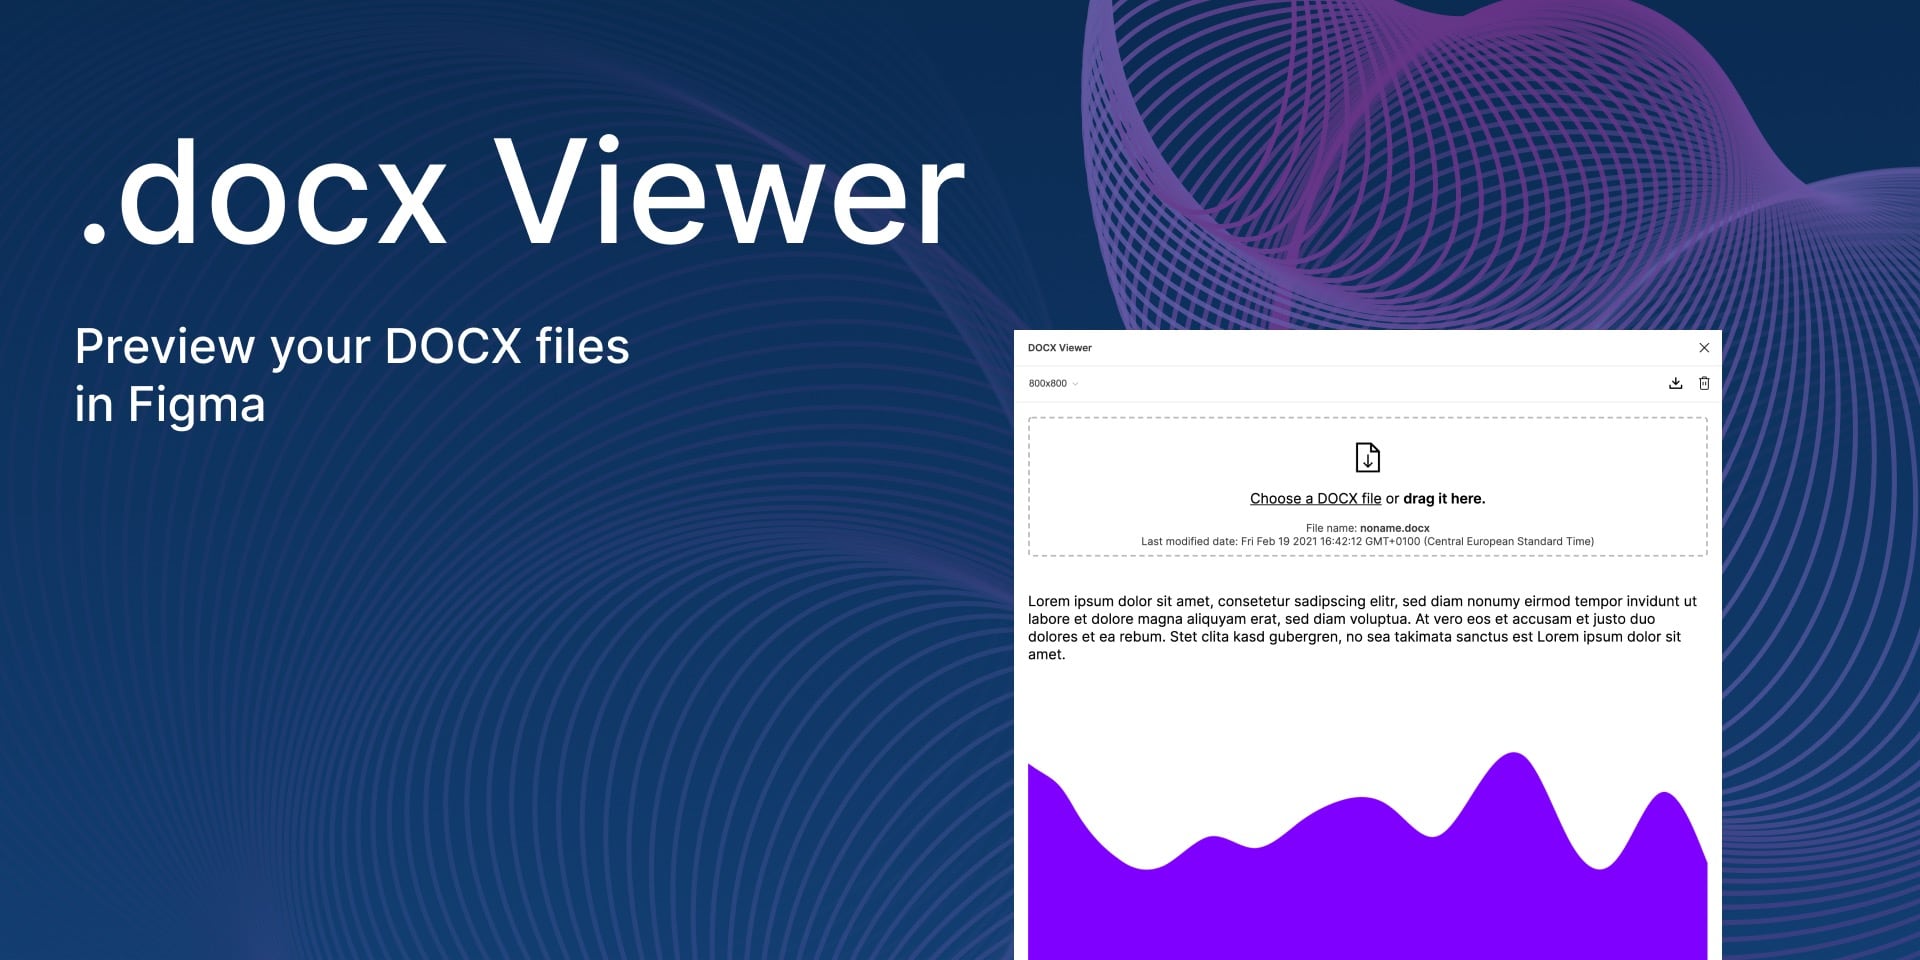 .docx Viewer
Preview your DOCX files
in Figma
DOCX Viewer
800x800
Choose a DOCX file or drag it here.
File name: noname.docx
Last modified date: Fri Feb 19 2021 16:42:12 GMT+0100 (Central European Standard Time)
Lorem ipsum dolor sit amet, consetetur sadipscing elitr, sed diam nonumy eirmod tempor invidunt ut
labore et dolore magna aliquyam erat, sed diam voluptua. At vero eos et accusam et justo duo
dolores et ea rebum. Stet clita kasd gubergren, no sea takimata sanctus est Lorem ipsum dolor sit
amet.